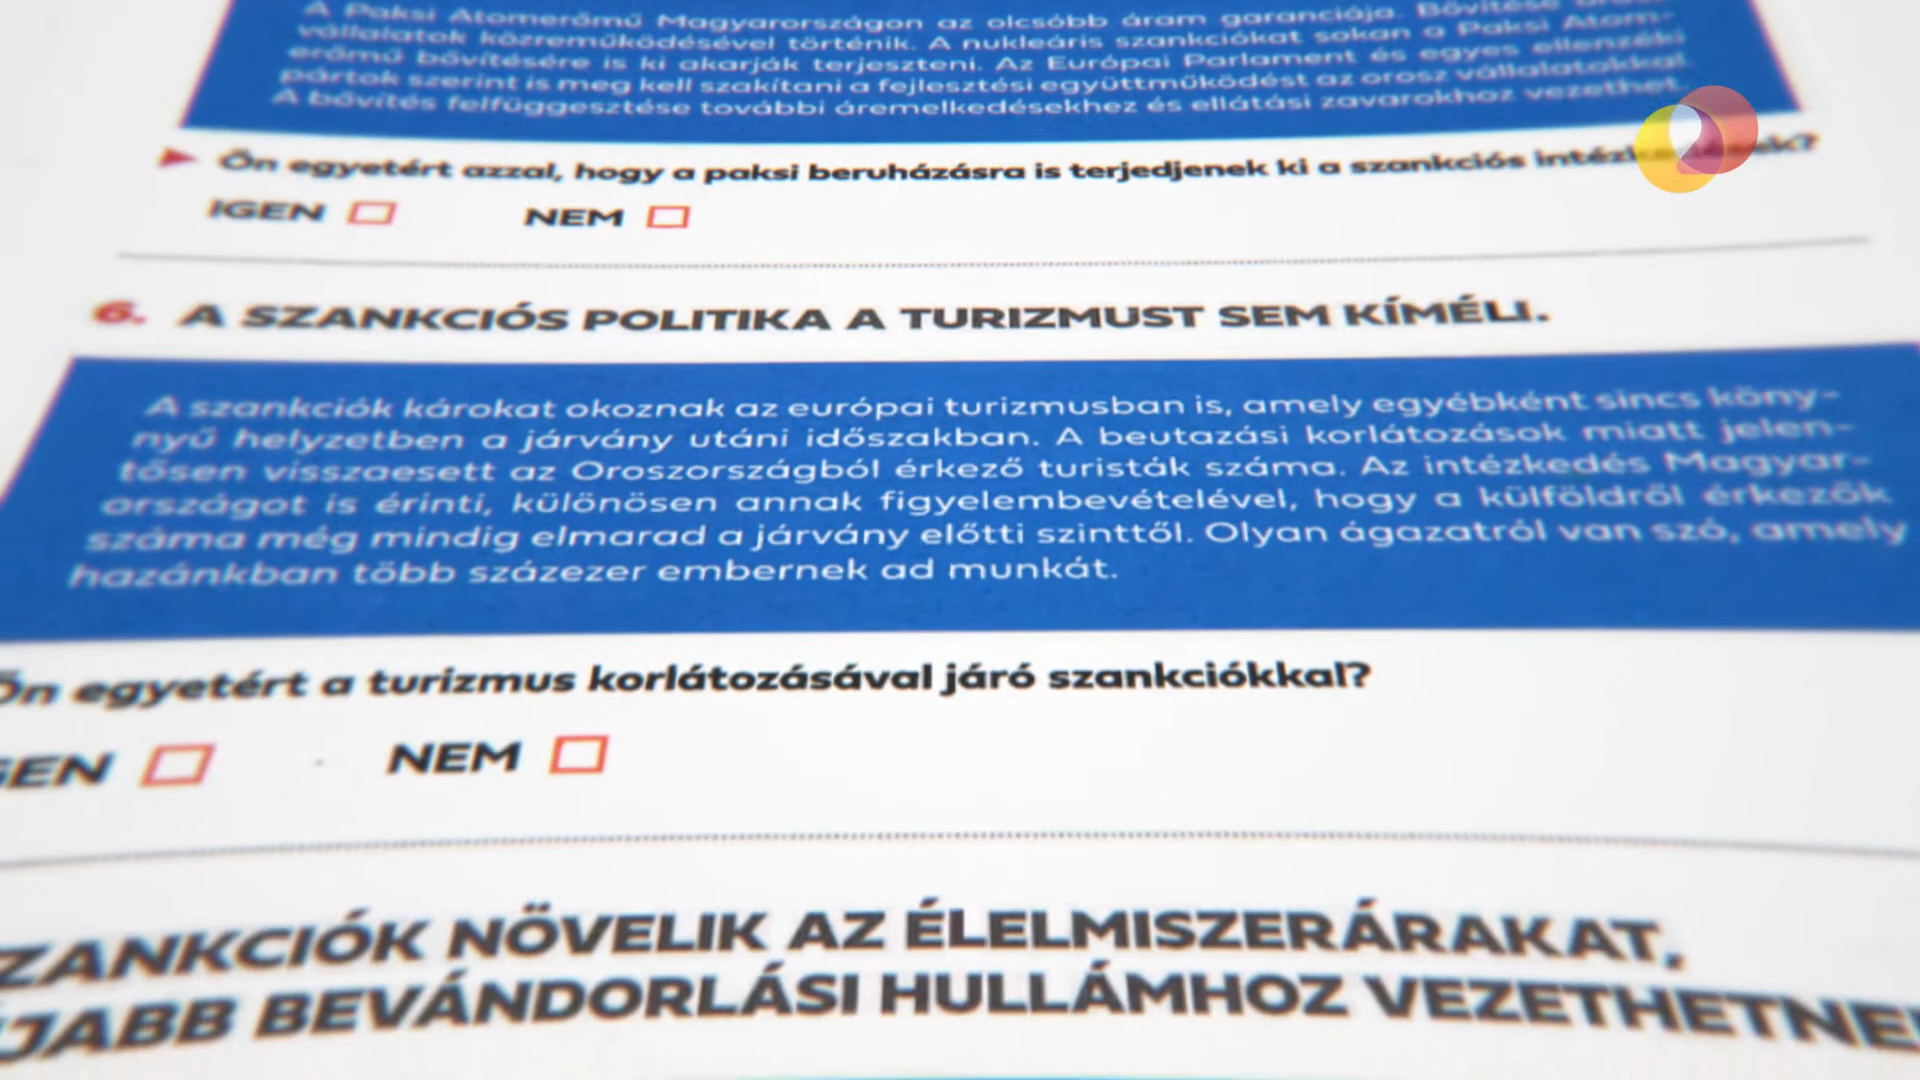 A Paksi Atomerőmű Magyarországon az olcsóbb áram garanciája. Bővítése
vállalatok közreműködésével történik. A nukleáris szankciókat sokan a Paksi Atom-
erőmű bővítésére is ki akarják terjeszteni. Az Európai Parlament és egyes ellenzéki
pártok szerint is meg kell szakítani a fejlesztési együttműködést az orosz vállalatokkal.
A bővítés felfüggesztése további áremelkedésekhez és ellátási zavarokhoz vezethet.
Ön egyetért azzal, hogy a paksi beruházásra is terjedjenek ki a szankciós
IGEN NEM
6. A SZANKCIÓS POLITIKA A TURIZMUST SEM KÍMÉLI.
A szankciók károkat okoznak az európai turizmusban is, amely egyébként sincs köny-
nyű helyzetben a járvány utáni időszakban. A beutazási korlátozások miatt jelen-
tősen visszaesett az Oroszországból érkező turisták száma. Az intézkedés Magyar-
országot is érinti, különösen annak figyelembevételével, hogy a külföldről érkezők
száma még mindig elmarad a járvány előtti szinttől. Olyan ágazatról van szó, amely
hazánkban több százezer embernek ad munkát.
Ön egyetért a turizmus korlátozásával járó szankciókkal?
GEN NEM
ZANKCIÓK NÖVELIK AZ ÉLELMISZERÁRAKAT,
JABB BEVÁNDORLÁSI HULLÁMHOZ VEZETHETNE